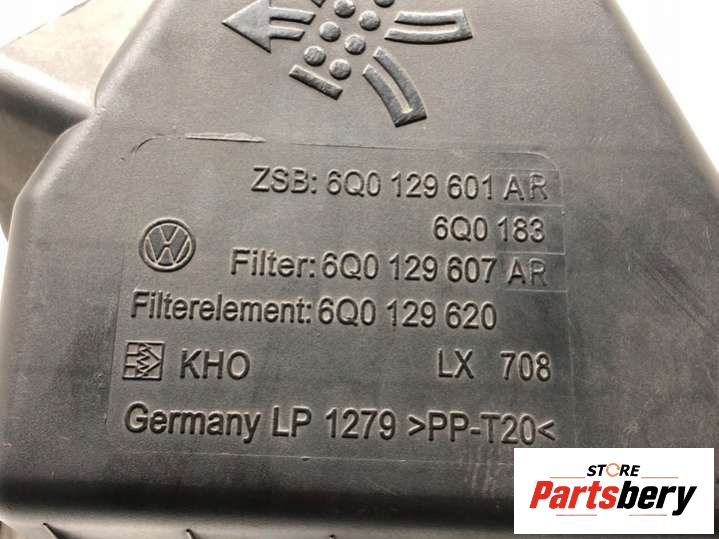 ZSB: 6Q0 129 601 AR
6Q0 183
Filter: 6Q0 129 607 AR
Filterelement: 6Q0 129 620
KHO LX 708
Germany LP 1279 >PP-T20<
STORE
Partsbery